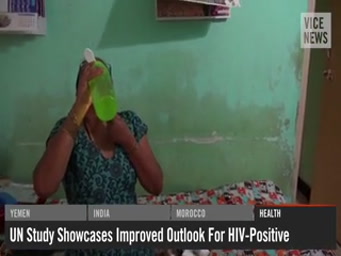 VICE
NEWS
YEMEN INDIA MOROCCO HEALTH
UN Study Showcases Improved Outlook For HIV-Positive